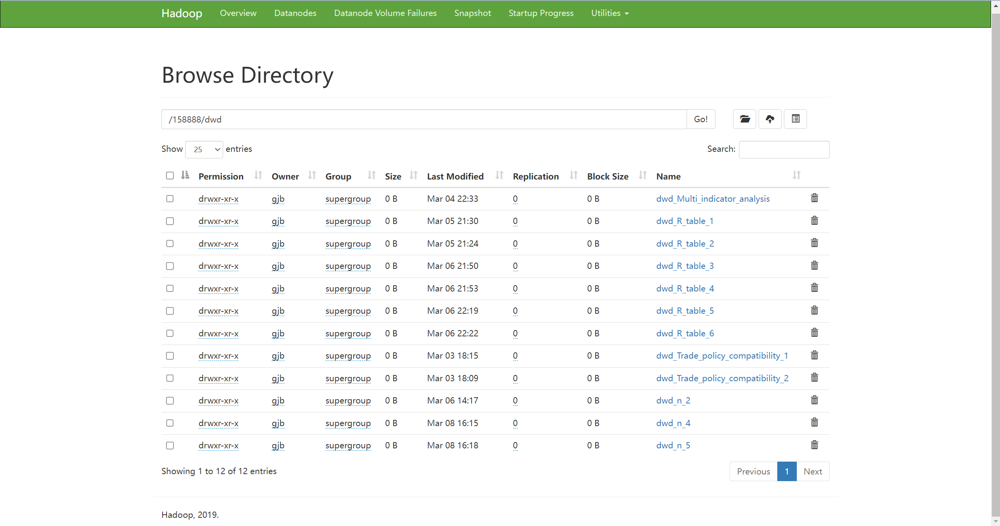 Hadoop Overview Datanodes Datanode Volume Failures Snapshot Startup Progress Utilities
Browse Directory
/158888/dwd Go!
Show 25 entries Search:
Permission Owner Group Size Last Modified Replication Block Size Name
drwxr-xr-x gjb supergroup 0 B Mar 04 22:33 0 0 B dwd_Multi_indicator_analysis
drwxr-xr-x gjb supergroup 0 B Mar 05 21:30 0 0 B dwd_R_table_1
drwxr-xr-x gjb supergroup 0 B Mar 05 21:24 0 0 B dwd_R_table_2
drwxr-xr-x gjb supergroup 0 B Mar 06 21:50 0 0 B dwd_R_table_3
drwxr-xr-x gjb supergroup 0 B Mar 06 21:53 0 0 B dwd_R_table_4
drwxr-xr-x gjb supergroup 0 B Mar 06 22:19 0 0 B dwd_R_table_5
drwxr-xr-x gjb supergroup 0 B Mar 06 22:22 0 0 B dwd_R_table_6
drwxr-xr-x gjb supergroup 0 B Mar 03 18:15 0 0 B dwd_Trade_policy_compatibility_1
drwxr-xr-x gjb supergroup 0 B Mar 03 18:09 0 0 B dwd_Trade_policy_compatibility_2
drwxr-xr-x gjb supergroup 0 B Mar 06 14:17 0 0 B dwd_n_2
drwxr-xr-x gjb supergroup 0 B Mar 08 16:15 0 0 B dwd_n_4
drwxr-xr-x gjb supergroup 0 B Mar 08 16:18 0 0 B dwd_n_5
Showing 1 to 12 of 12 entries Previous 1 Next
Hadoop, 2019.